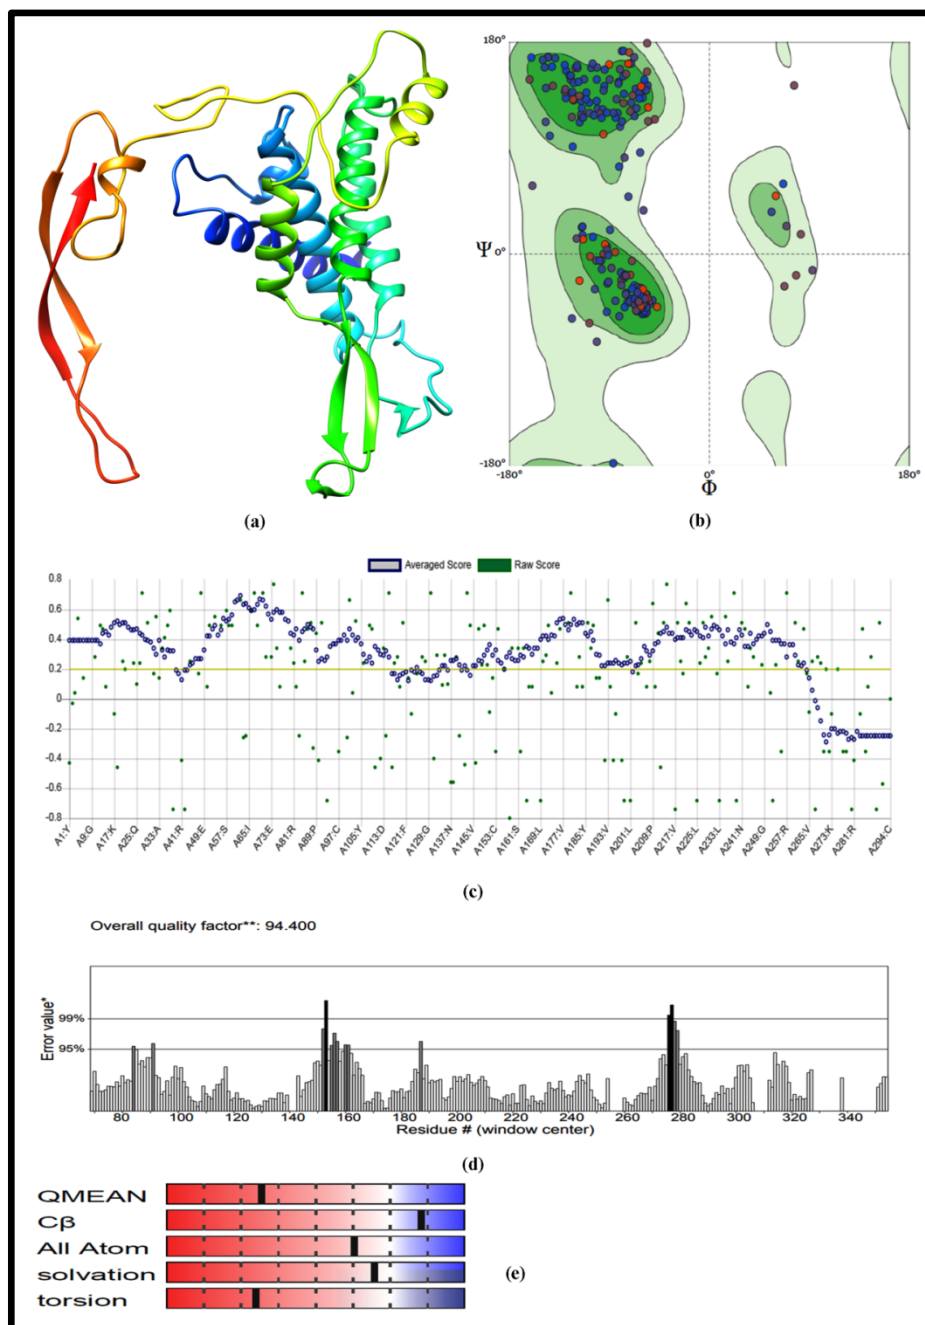 180°
Ψ 0°
-180°
-180° 0° 180°
Φ
(a)
(b)
Averaged Score Raw Score
0.8
0.6
0.4
0.2
0
-0.2
-0.4
-0.6
-0.8
A1:Y A9:G A17:K A25:Q A33:A A41:R A49:E A57:S A65:I A73:E A81:R A89:P A97:C A105:Y A113:D A121:F A129:G A137:N A145:V A153:C A161:S A169:L A177:V A185:Y A193:V A201:L A209:P A217:V A225:L A233:L A241:N A249:G A257:R A265:V A273:K A281:R A294:C
(c)
Overall quality factor**: 94.400
Error value*
99%
95%
80 100 120 140 160 180 200 220 240 260 280 300 320 340
Residue # (window center)
(d)
QMEAN
Cβ
All Atom
solvation
torsion
(e)